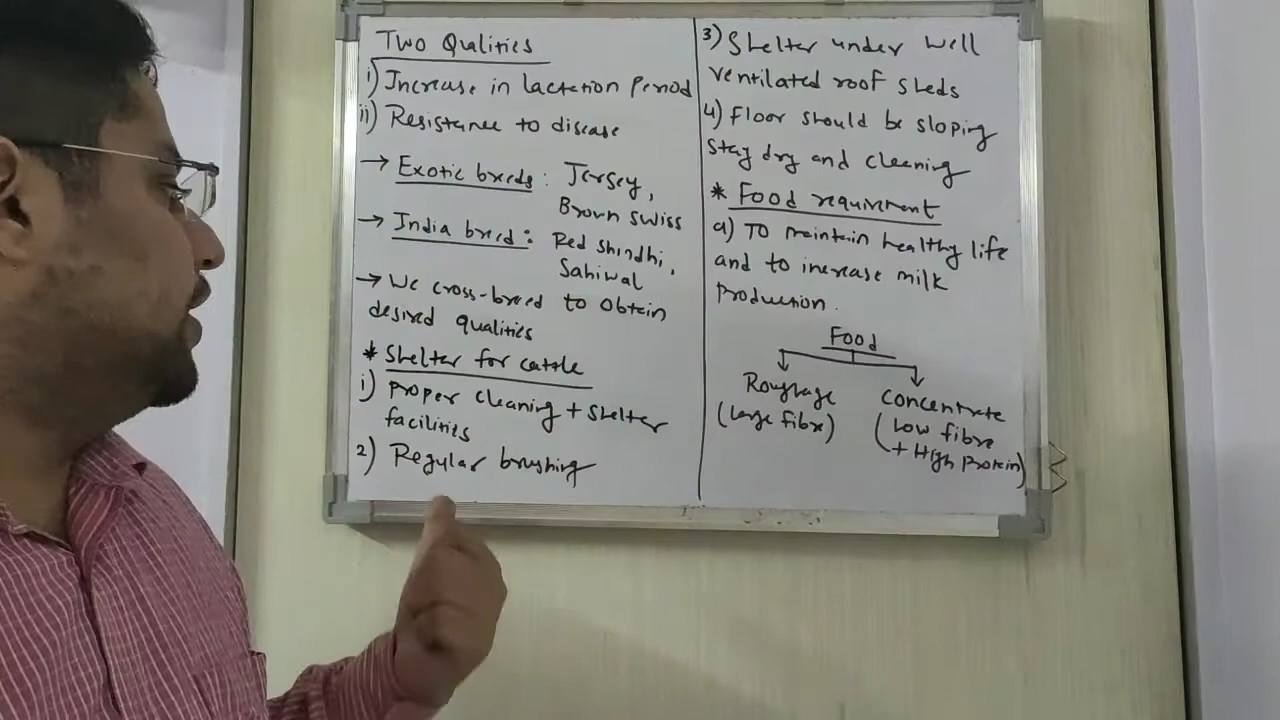 Two Qualities
i) Increase in lactation Period
ii) Resistance to disease
→ Exotic breeds: Jersey,
Brown Swiss
→ India breed: Red Shindhi,
Sahiwal
→ We cross-breed to obtain
desired qualities
* Shelter for cattle
i) Proper cleaning + Shelter
facilities
2) Regular brushing
3) Shelter under well
ventilated roof sheds
4) Floor should be sloping
stay dry and cleaning
* Food requirement
a) To maintain healthy life
and to increase milk
Production.
Food
Roughage
(large fibre)
Concentrate
(Low fibre
+ High Protein)